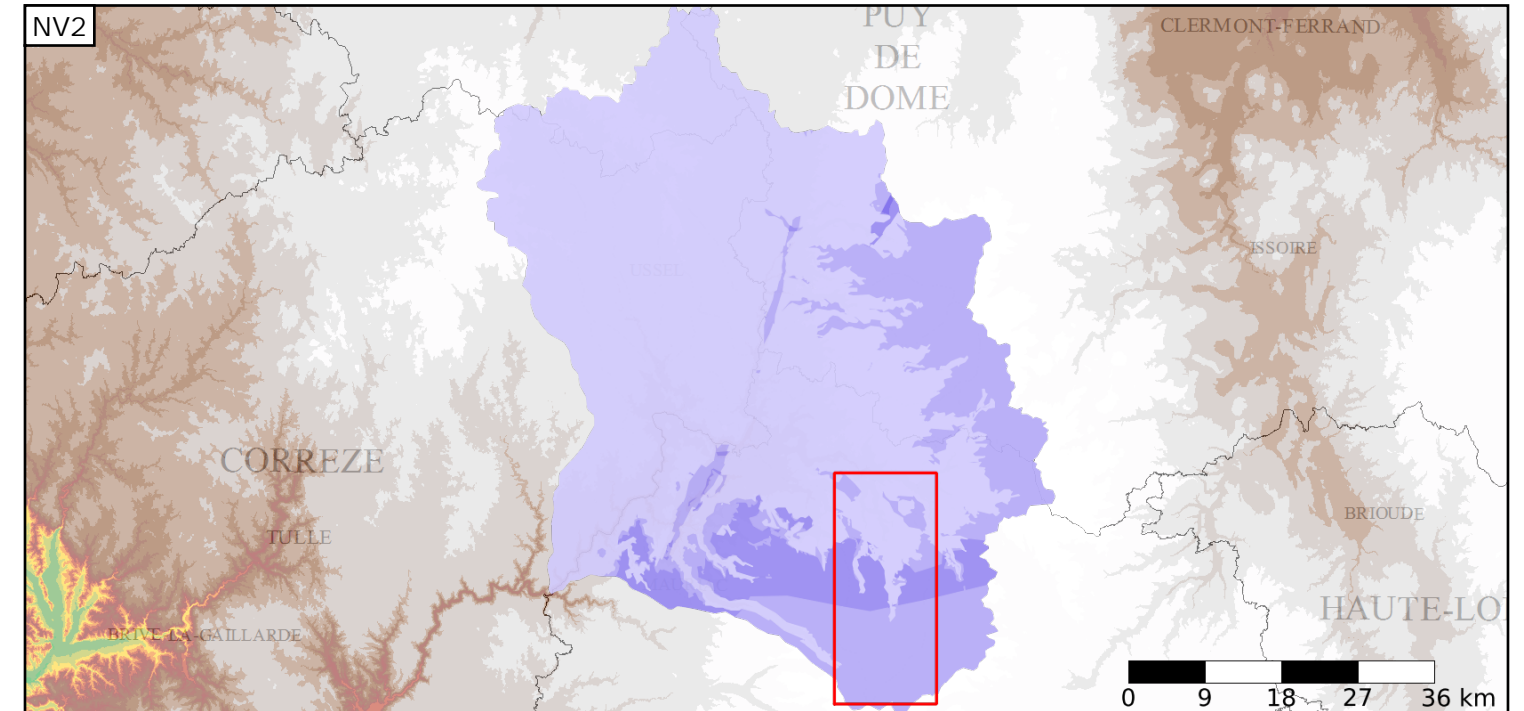 NV2
PUY
DE
DOME
CLERMONT-FERRAND
ISSOIRE
USSEL
CORREZE
TULLE
BRIOUDE
BRIVE-LA-GAILLARDE
HAUTE-LO
0 9 18 27 36 km